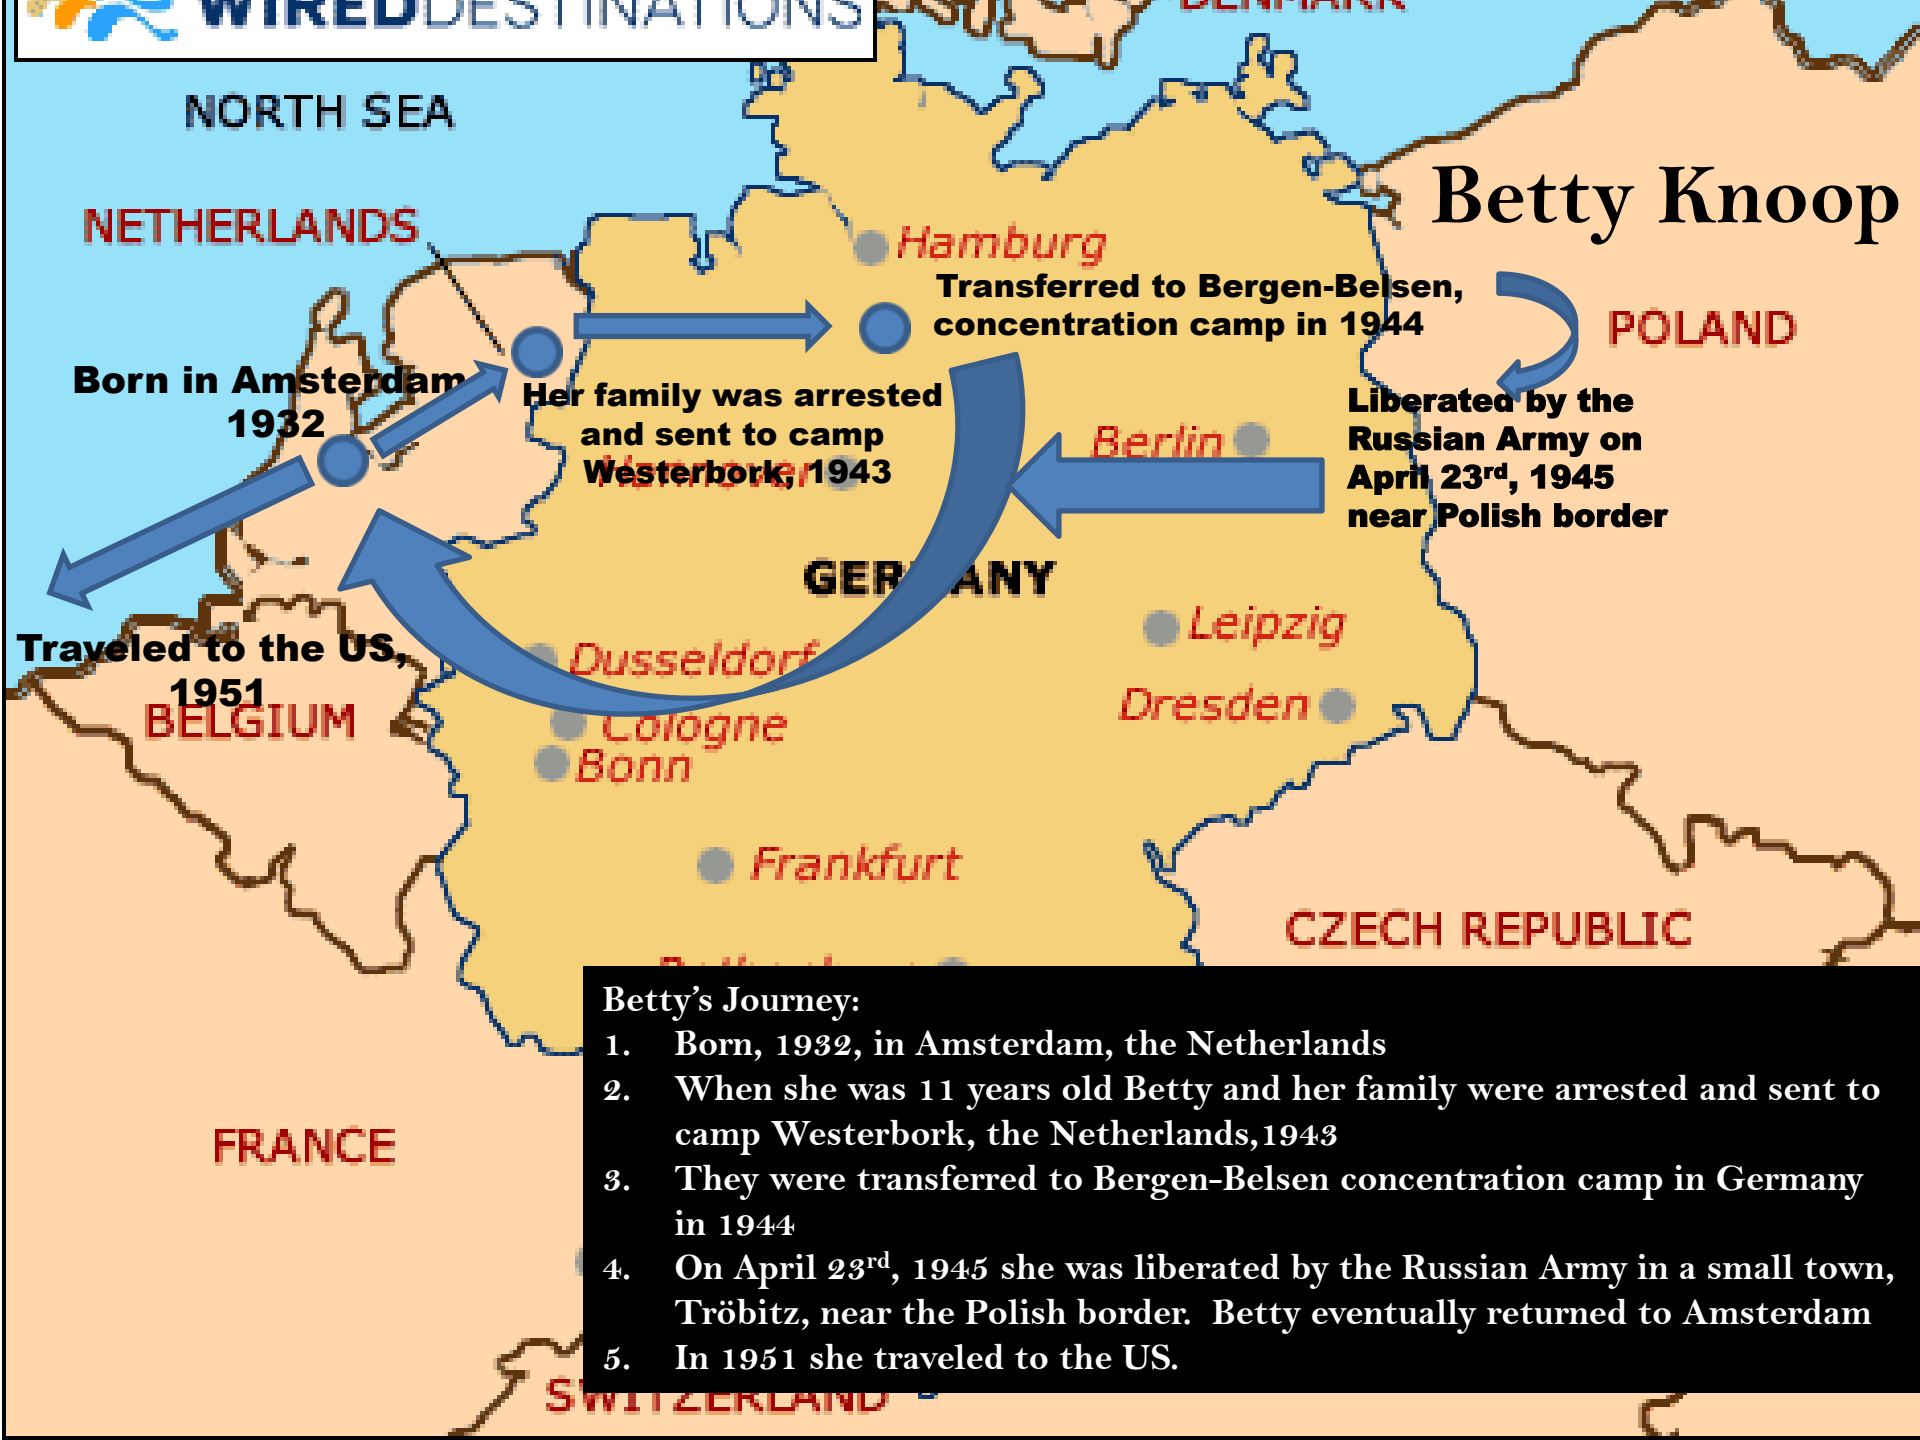 WIREDDESTINATIONS
DENMARK
NORTH SEA
NETHERLANDS
Betty Knoop
Hamburg
Transferred to Bergen-Belsen,
concentration camp in 1944
POLAND
Born in Amsterdam
1932
Her family was arrested
and sent to camp
Westerbork, 1943
Hannover
Berlin
Liberated by the
Russian Army on
April 23rd, 1945
near Polish border
GERMANY
Traveled to the US,
1951
BELGIUM
Dusseldorf
Leipzig
Cologne
Dresden
Bonn
Frankfurt
CZECH REPUBLIC
FRANCE
Betty’s Journey:
1. Born, 1932, in Amsterdam, the Netherlands
2. When she was 11 years old Betty and her family were arrested and sent to
camp Westerbork, the Netherlands,1943
3. They were transferred to Bergen-Belsen concentration camp in Germany
in 1944
4. On April 23rd, 1945 she was liberated by the Russian Army in a small town,
Tröbitz, near the Polish border.  Betty eventually returned to Amsterdam
5. In 1951 she traveled to the US.
SWITZERLAND